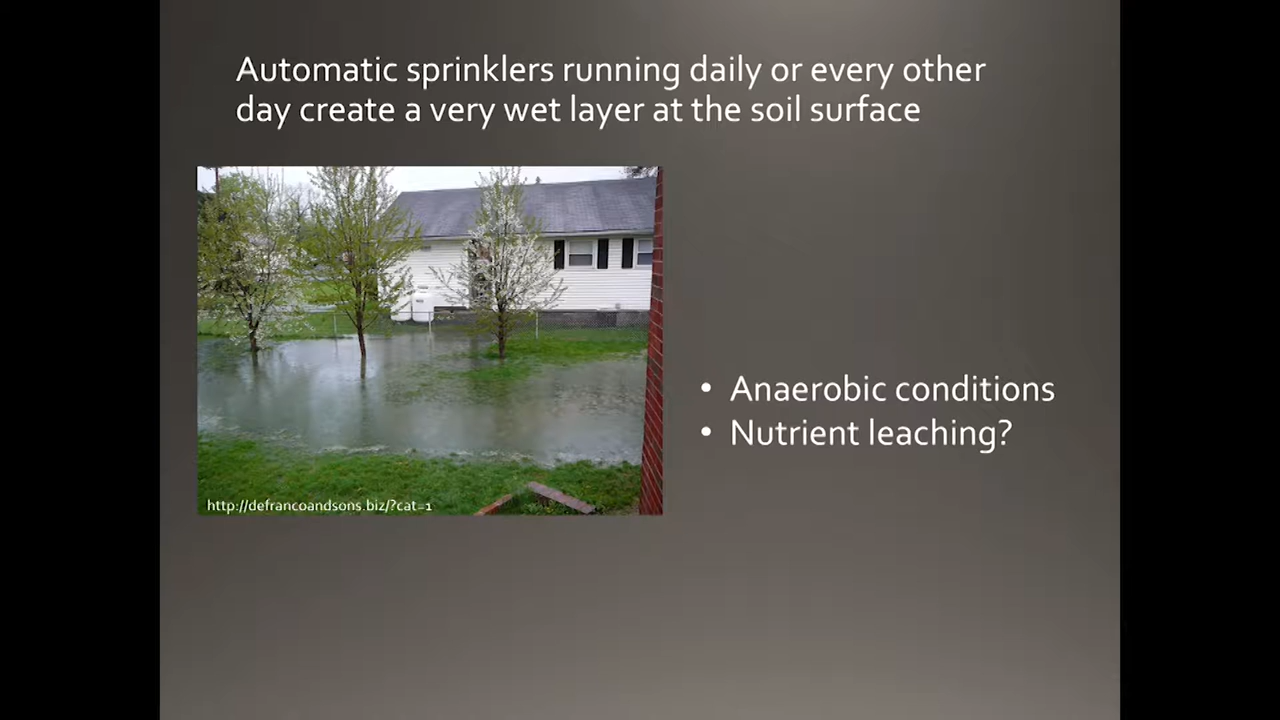 Automatic sprinklers running daily or every other
day create a very wet layer at the soil surface
• Anaerobic conditions
• Nutrient leaching?
http://defrancoandsons.biz/?cat=1